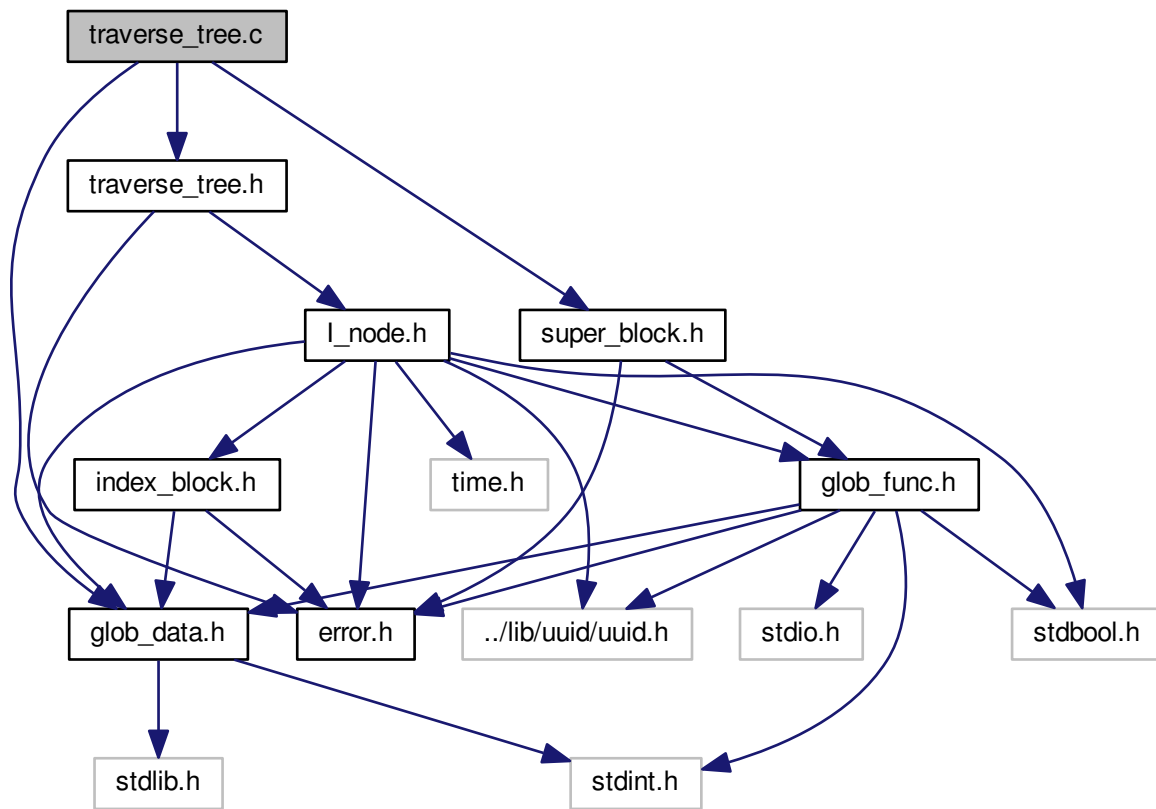 traverse_tree.c
traverse_tree.h
I_node.h
super_block.h
index_block.h
time.h
glob_func.h
glob_data.h
error.h
../lib/uuid/uuid.h
stdio.h
stdbool.h
stdlib.h
stdint.h